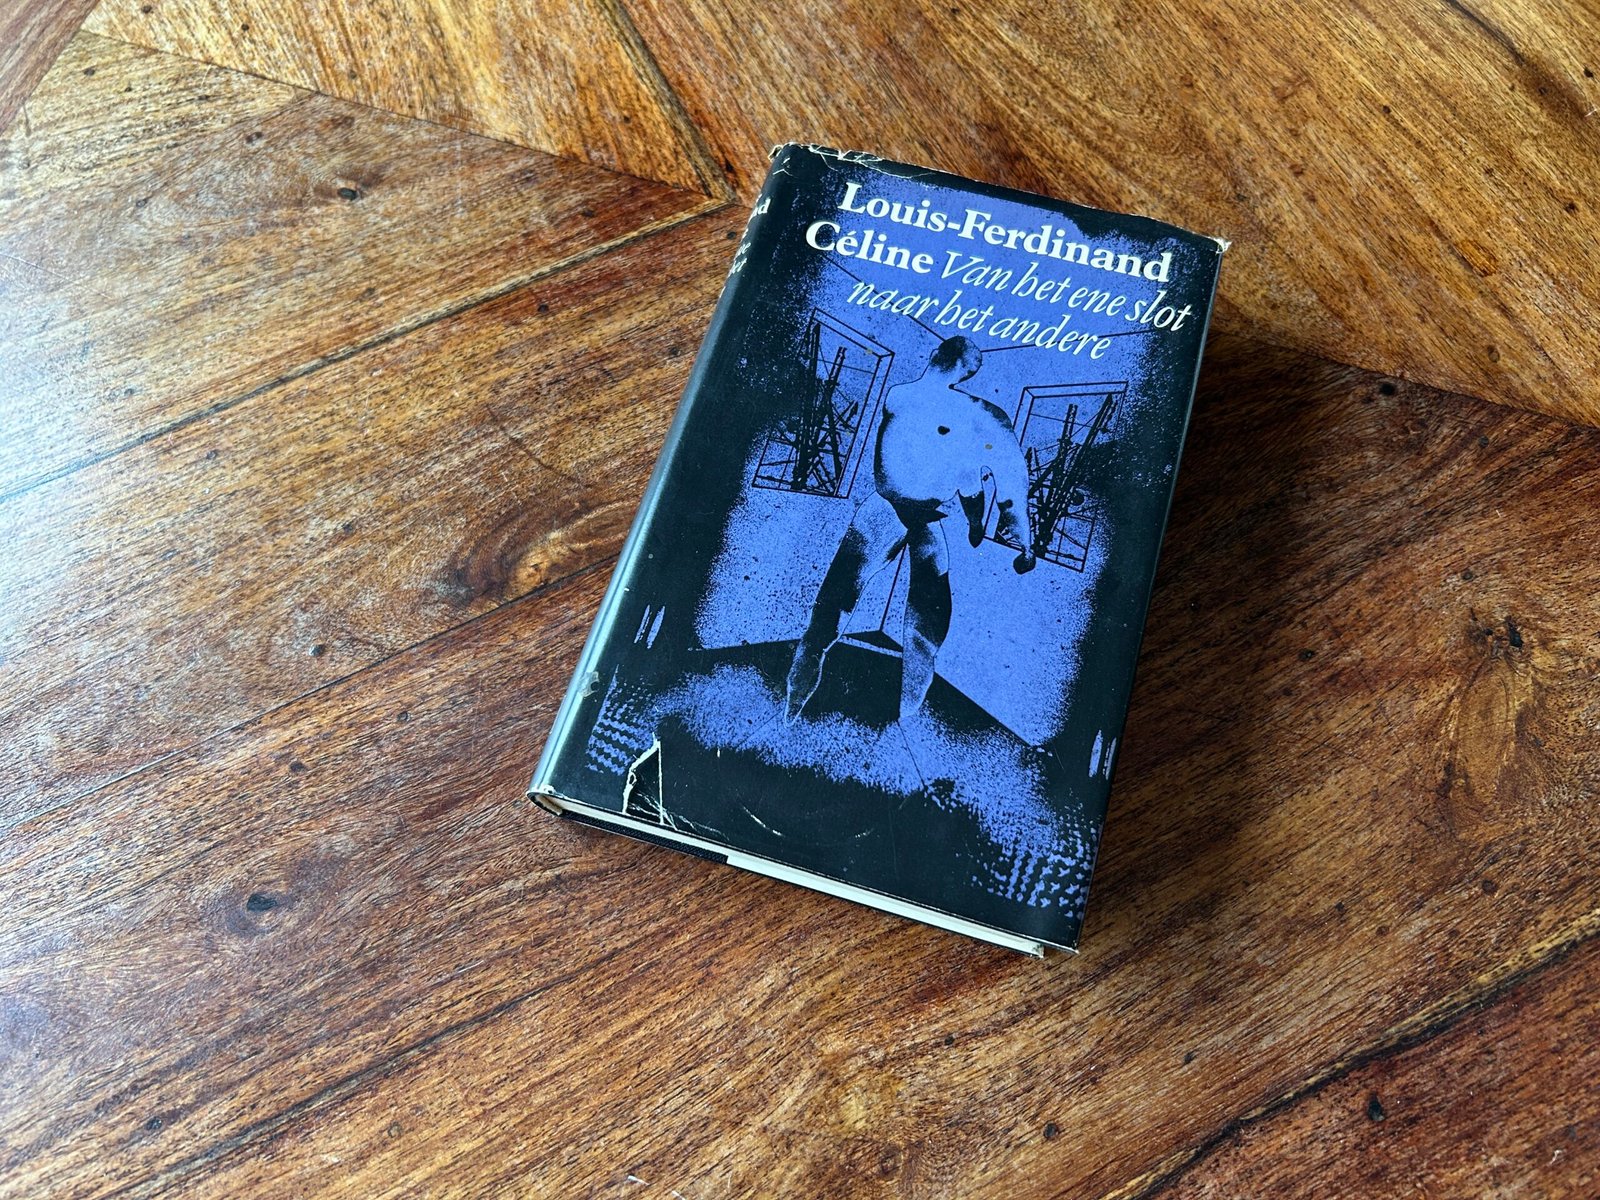 Louis-Ferdinand
Céline Van het ene slot
naar het andere